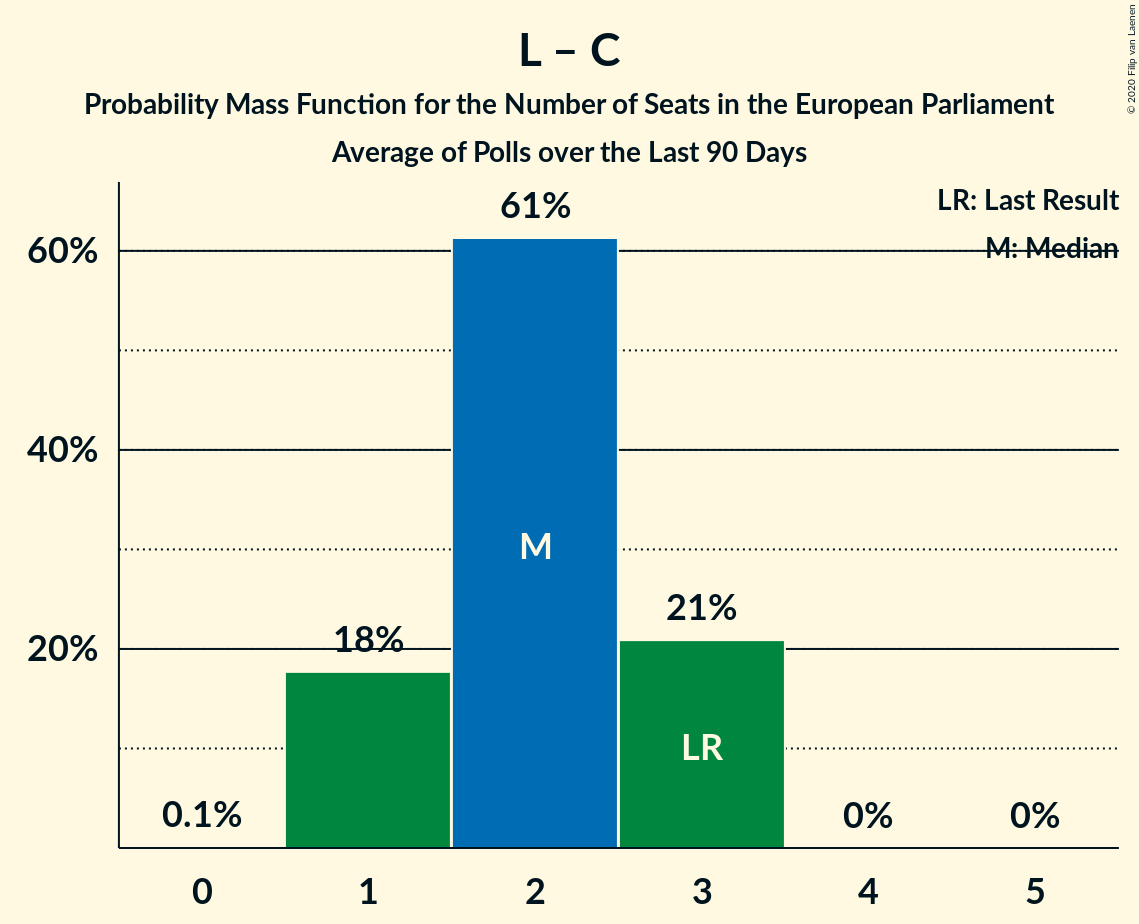 L – C
Probability Mass Function for the Number of Seats in the European Parliament
Average of Polls over the Last 90 Days
© 2020 Filip van Laenen
LR: Last Result
M: Median
60%
40%
20%
0.1%
18%
61%
21%
0%
0%
M
LR
0 1 2 3 4 5